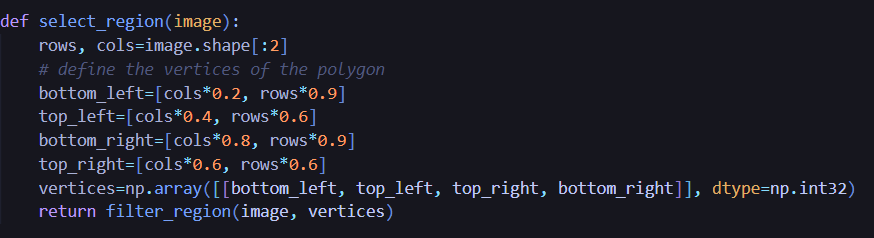 def select_region(image):
    rows, cols=image.shape[:2]
    # define the vertices of the polygon
    bottom_left=[cols*0.2, rows*0.9]
    top_left=[cols*0.4, rows*0.6]
    bottom_right=[cols*0.8, rows*0.9]
    top_right=[cols*0.6, rows*0.6]
    vertices=np.array([[bottom_left, top_left, top_right, bottom_right]], dtype=np.int32)
    return filter_region(image, vertices)